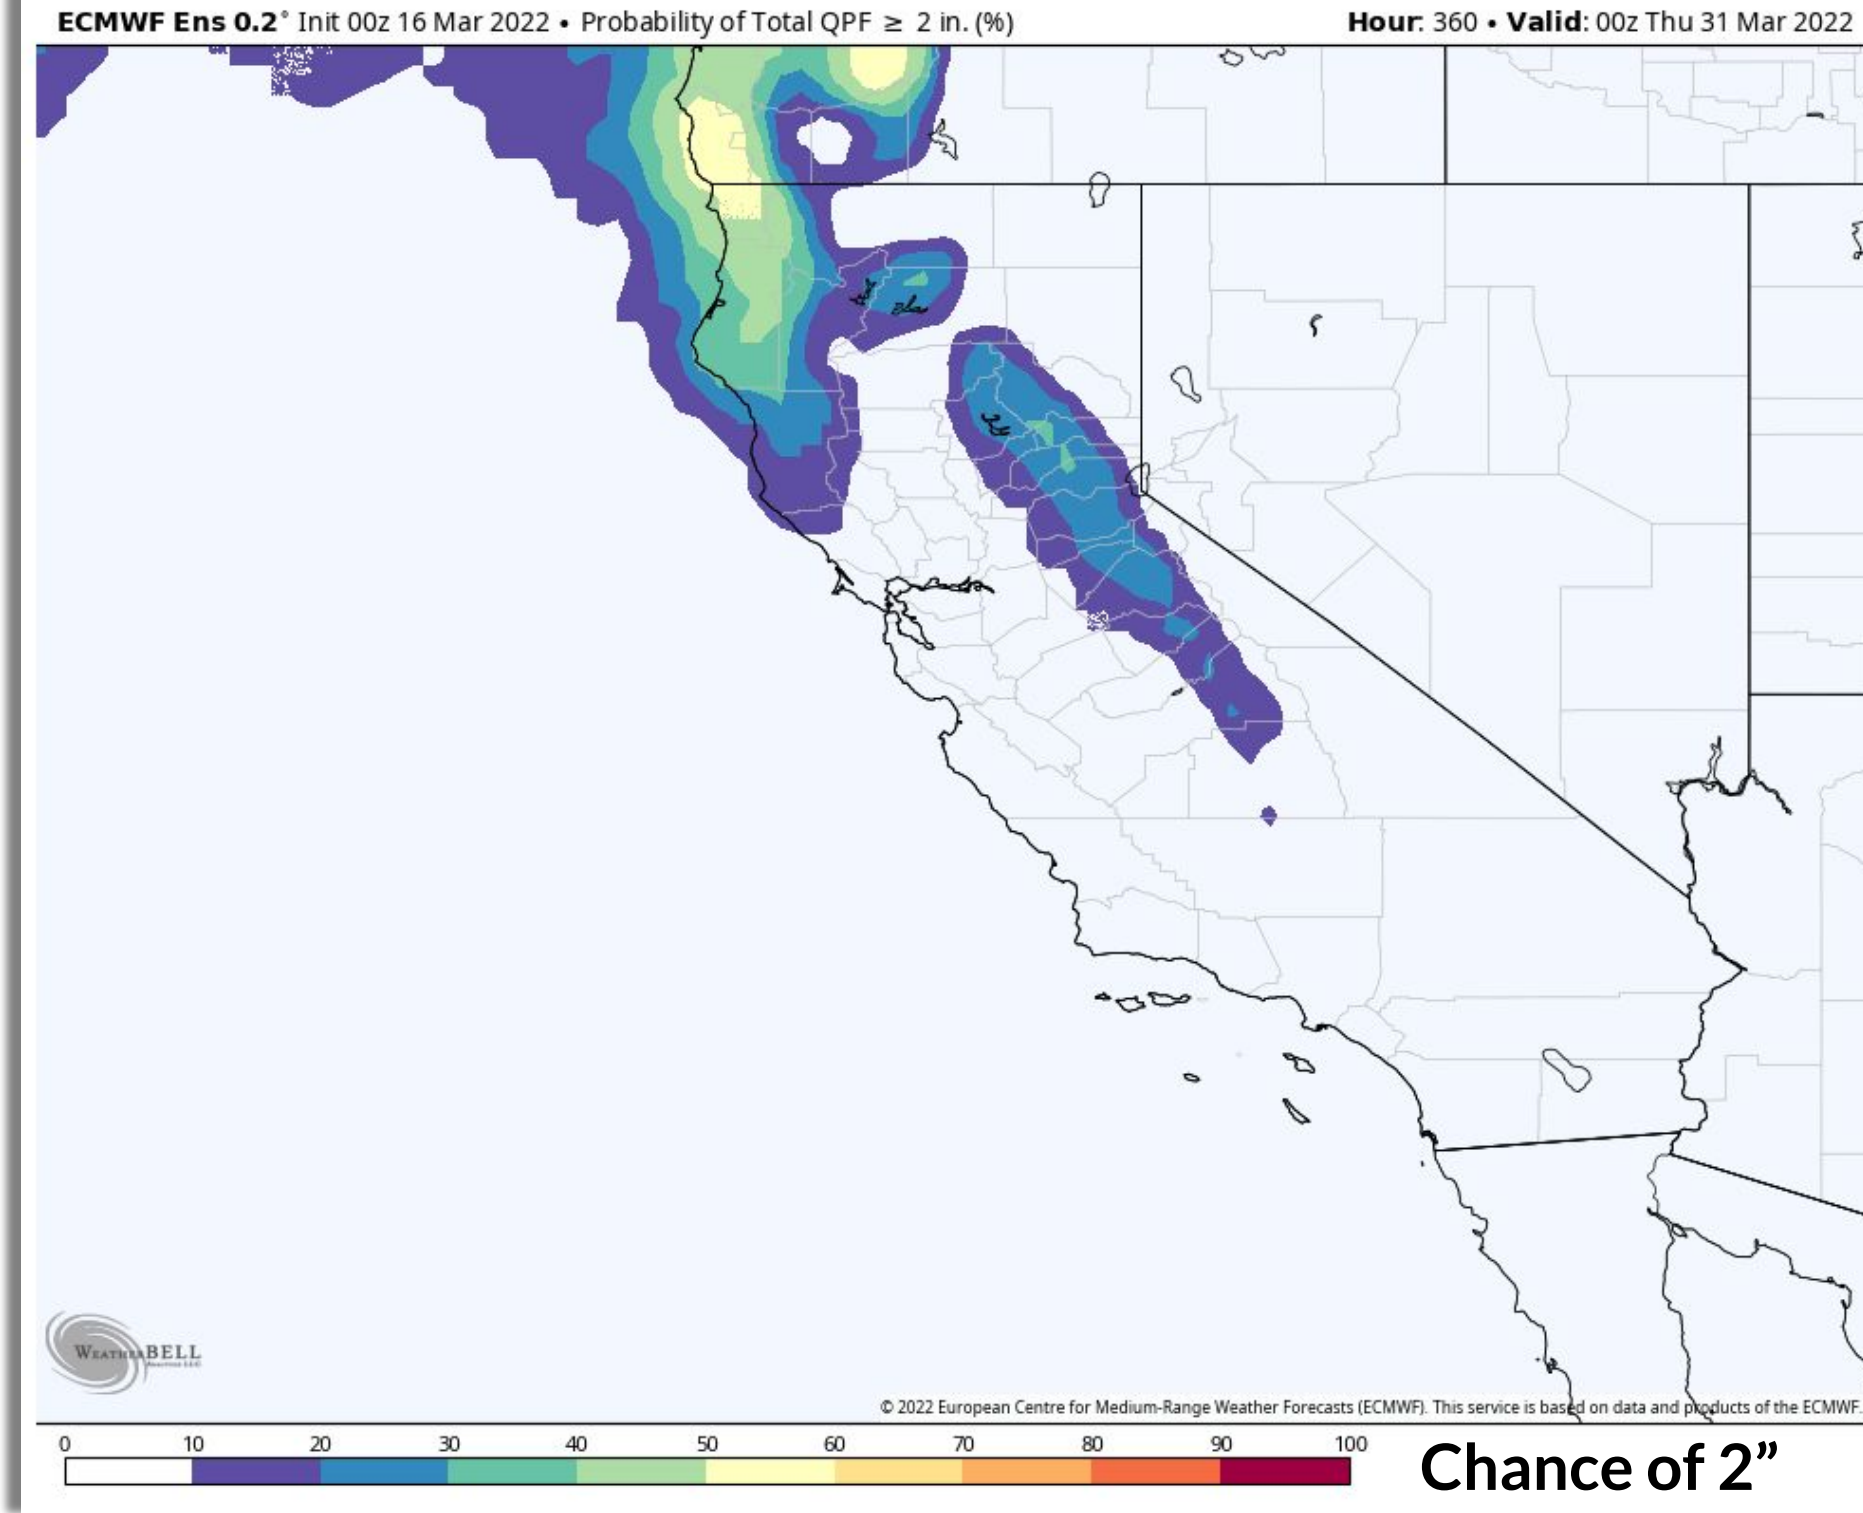 ECMWF Ens 0.2° Init 00z 16 Mar 2022 • Probability of Total QPF ≥ 2 in. (%)
Hour: 360 • Valid: 00z Thu 31 Mar 2022
WEATHERBELL
© 2022 European Centre for Medium-Range Weather Forecasts (ECMWF). This service is based on data and products of the ECMWF.
0 10 20 30 40 50 60 70 80 90 100
Chance of 2”